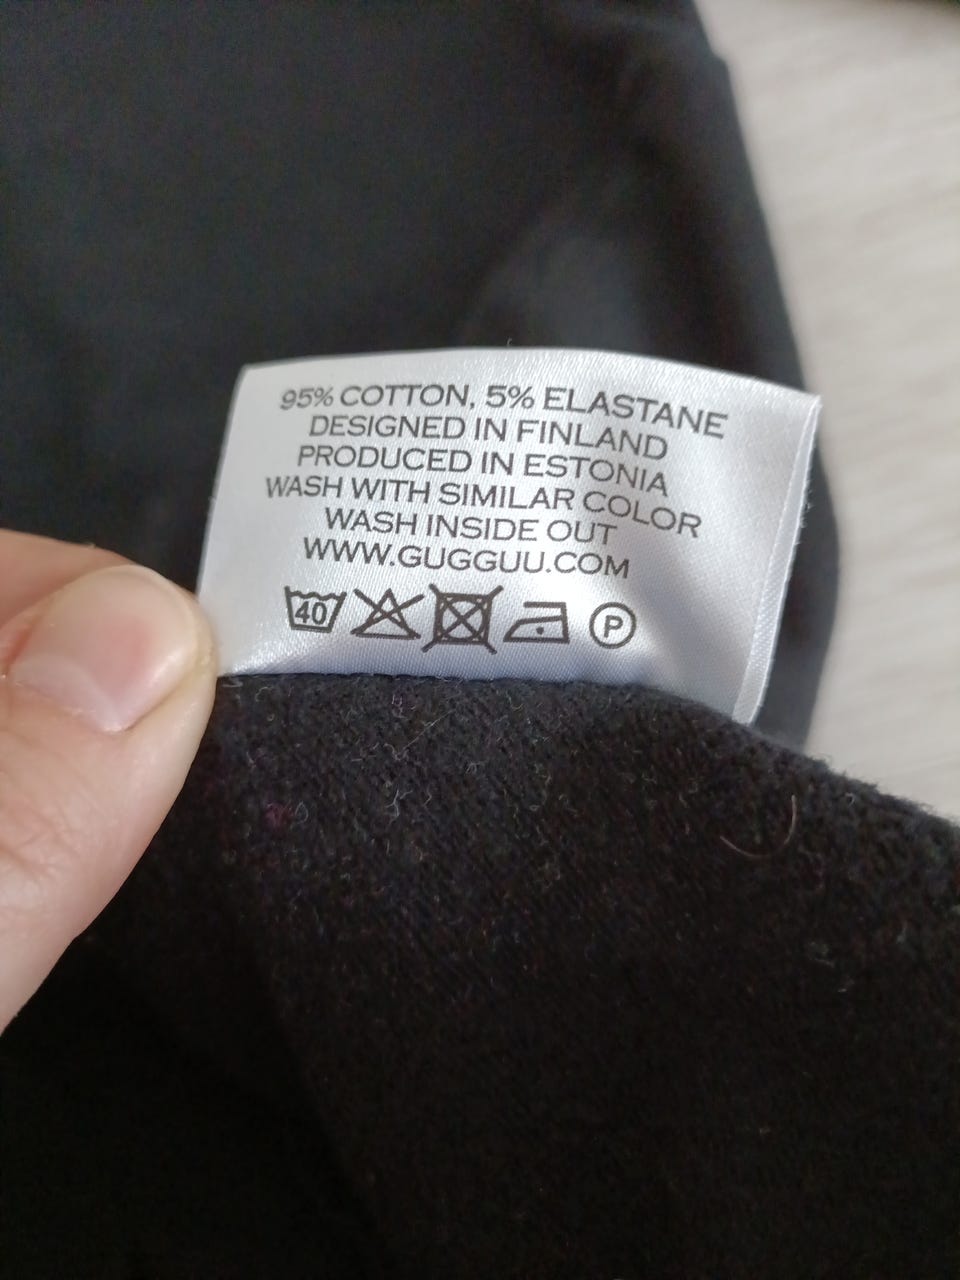 95% COTTON, 5% ELASTANE
DESIGNED IN FINLAND
PRODUCED IN ESTONIA
WASH WITH SIMILAR COLOR
WASH INSIDE OUT
WWW.GUGGUU.COM
40 P